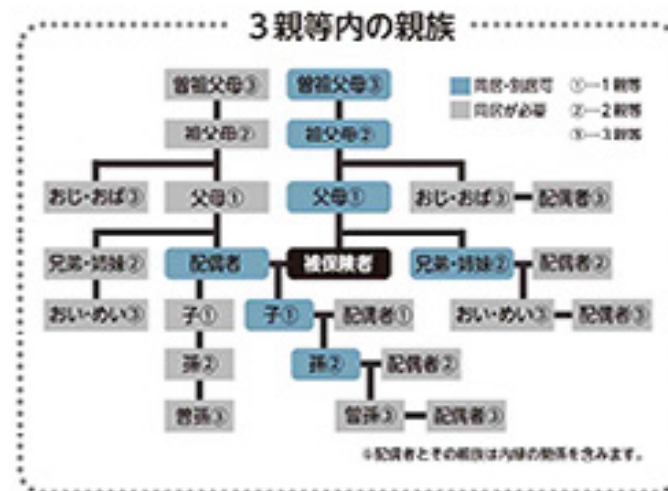 3親等内の親族
曾祖父母③ 曾祖父母③ 同居・別居可 ①…1親等
祖父母② 祖父母② 同居が必要 ②…2親等
③…3親等
おじ・おば③ 父母① 父母① おじ・おば③ 配偶者③
兄弟・姉妹② 配偶者 被保険者 兄弟・姉妹② 配偶者②
おい・めい③ 子① 子① 配偶者① おい・めい③ 配偶者③
孫② 孫② 配偶者②
曾孫③ 曾孫③ 配偶者③
※配偶者とその親族は内縁の関係を含みます。